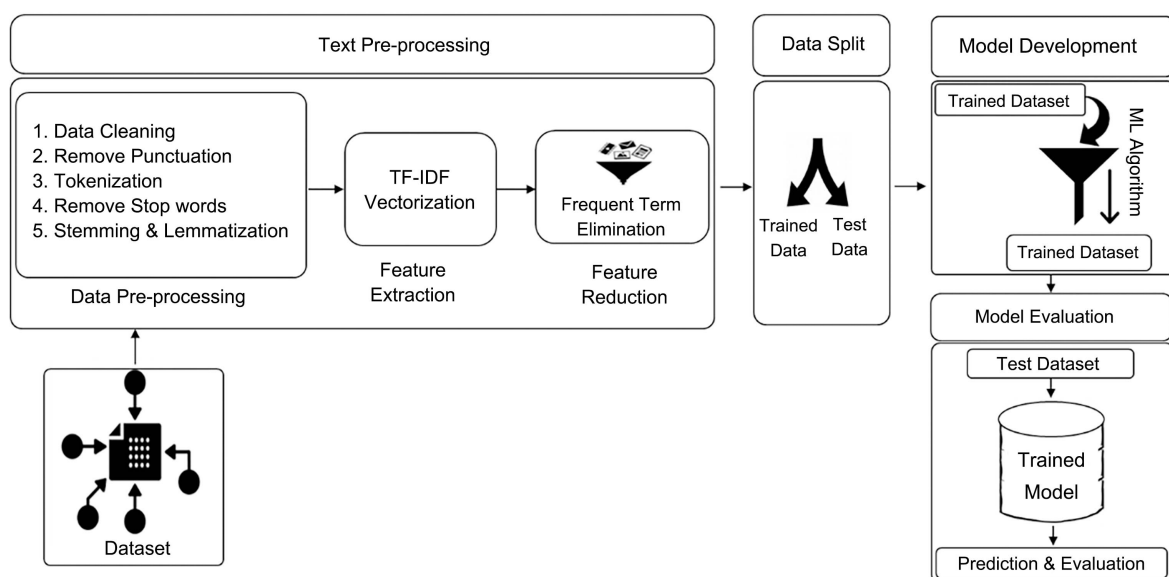 Text Pre-processing
1. Data Cleaning
2. Remove Punctuation
3. Tokenization
4. Remove Stop words
5. Stemming & Lemmatization
Data Pre-processing
TF-IDF
Vectorization
Feature
Extraction
Frequent Term
Elimination
Feature
Reduction
Dataset
Data Split
Trained
Data
Test
Data
Model Development
Trained Dataset
ML Algorithm
Trained Dataset
Model Evaluation
Test Dataset
Trained
Model
Prediction & Evaluation